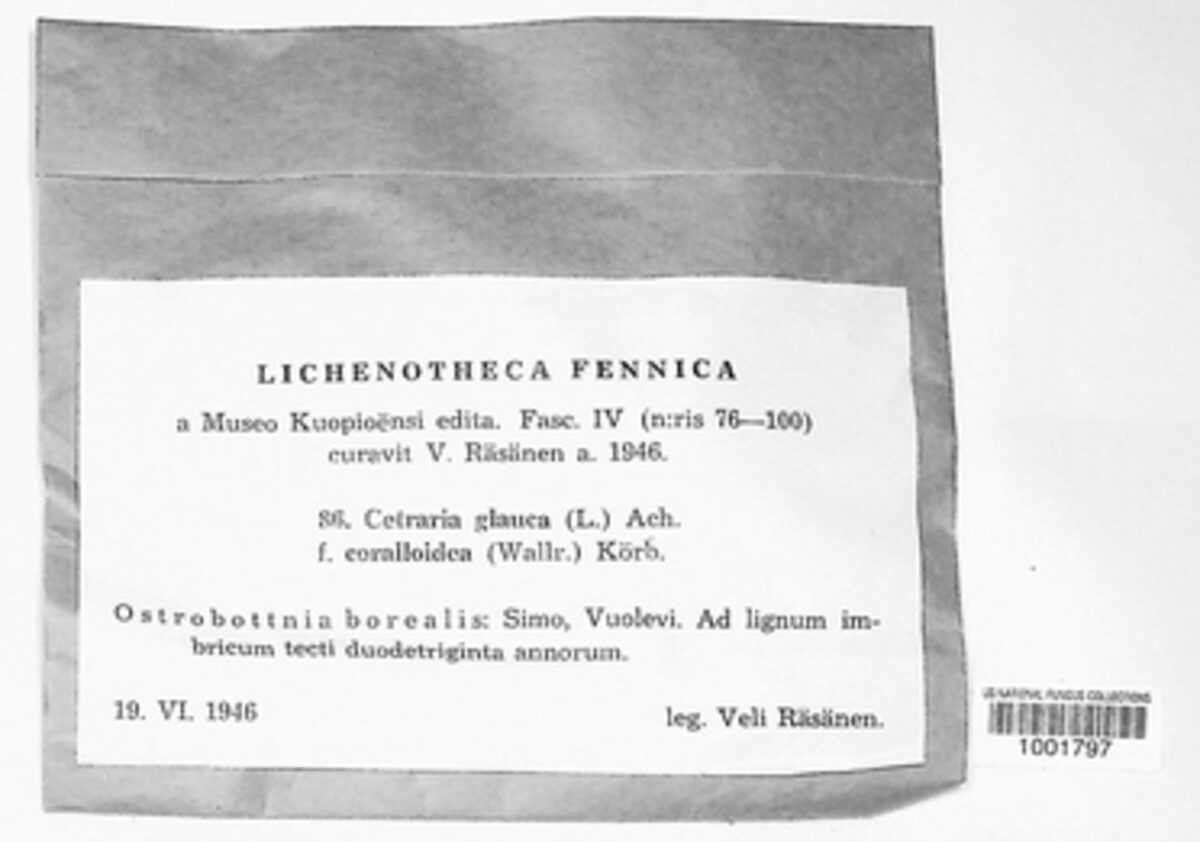 LICHENOTHECA FENNICA
a Museo Kuopioënsi edita. Fasc. IV (n:ris 76—100)
curavit V. Räsänen a. 1946.
86. Cetraria glauca (L.) Ach.
f. coralloidea (Wallr.) Körb.
Ostrobottnia borealis: Simo, Vuolevi. Ad lignum im-
bricum tecti duodetriginta annorum.
19. VI. 1946
leg. Veli Räsänen.
US NATIONAL FUNGUS COLLECTIONS
1001797